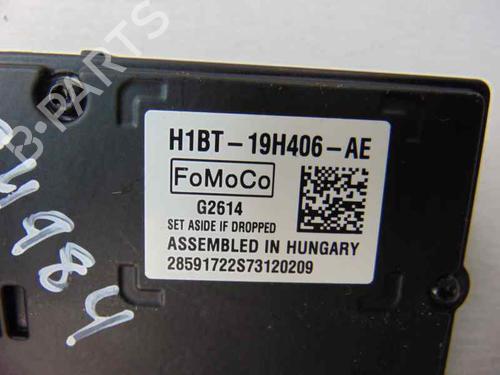 B-PARTS
H1BT-19H406-AE
FoMoCo
G2614
SET ASIDE IF DROPPED
ASSEMBLED IN HUNGARY
28591722S73120209